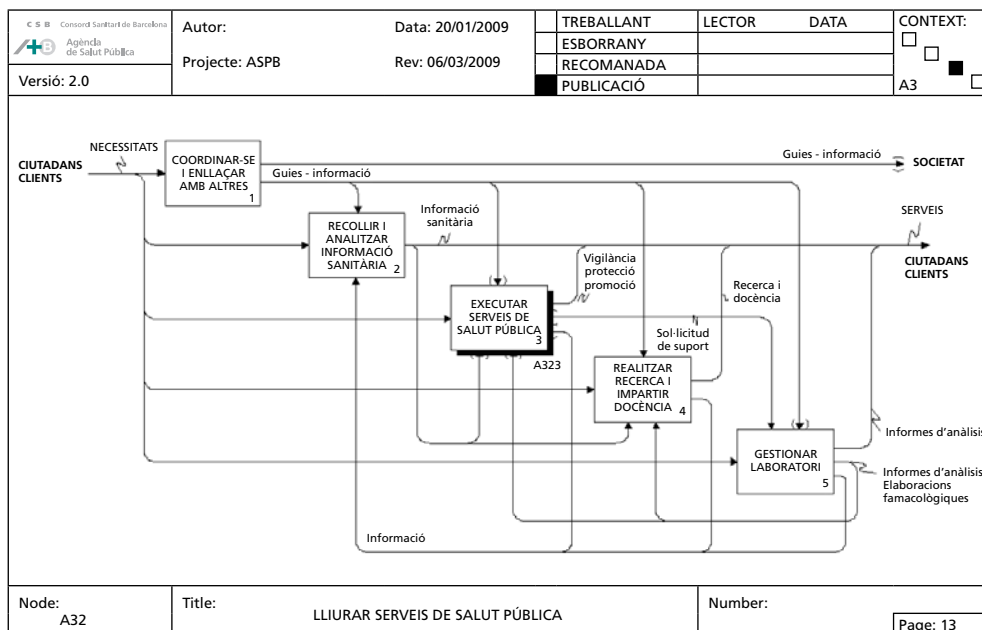 CSB Consorci Sanitari de Barcelona
Agència
de Salut Pública
Versió: 2.0
Autor:
Data: 20/01/2009
Projecte: ASPB
Rev: 06/03/2009
TREBALLANT
LECTOR
DATA
CONTEXT:
ESBORRANY
RECOMANADA
PUBLICACIÓ
A3
CIUTADANS
CLIENTS
NECESSITATS
COORDINAR-SE
I ENLLAÇAR
AMB ALTRES
1
Guies - informació
Guies - informació
SOCIETAT
RECOLLIR I
ANALITZAR
INFORMACIÓ
SANITÀRIA 2
Informació
sanitària
SERVEIS
CIUTADANS
CLIENTS
Vigilància
protecció
promoció
Recerca i
docència
EXECUTAR
SERVEIS DE
SALUT PÚBLICA
3
A323
Sol·licitud
de suport
REALITZAR
RECERCA I
IMPARTIR
DOCÈNCIA 4
GESTIONAR
LABORATORI
5
Informes d'anàlisis
Informes d'anàlisis
Elaboracions
famacològiques
Informació
Node:
A32
Title:
LLIURAR SERVEIS DE SALUT PÚBLICA
Number:
Page: 13